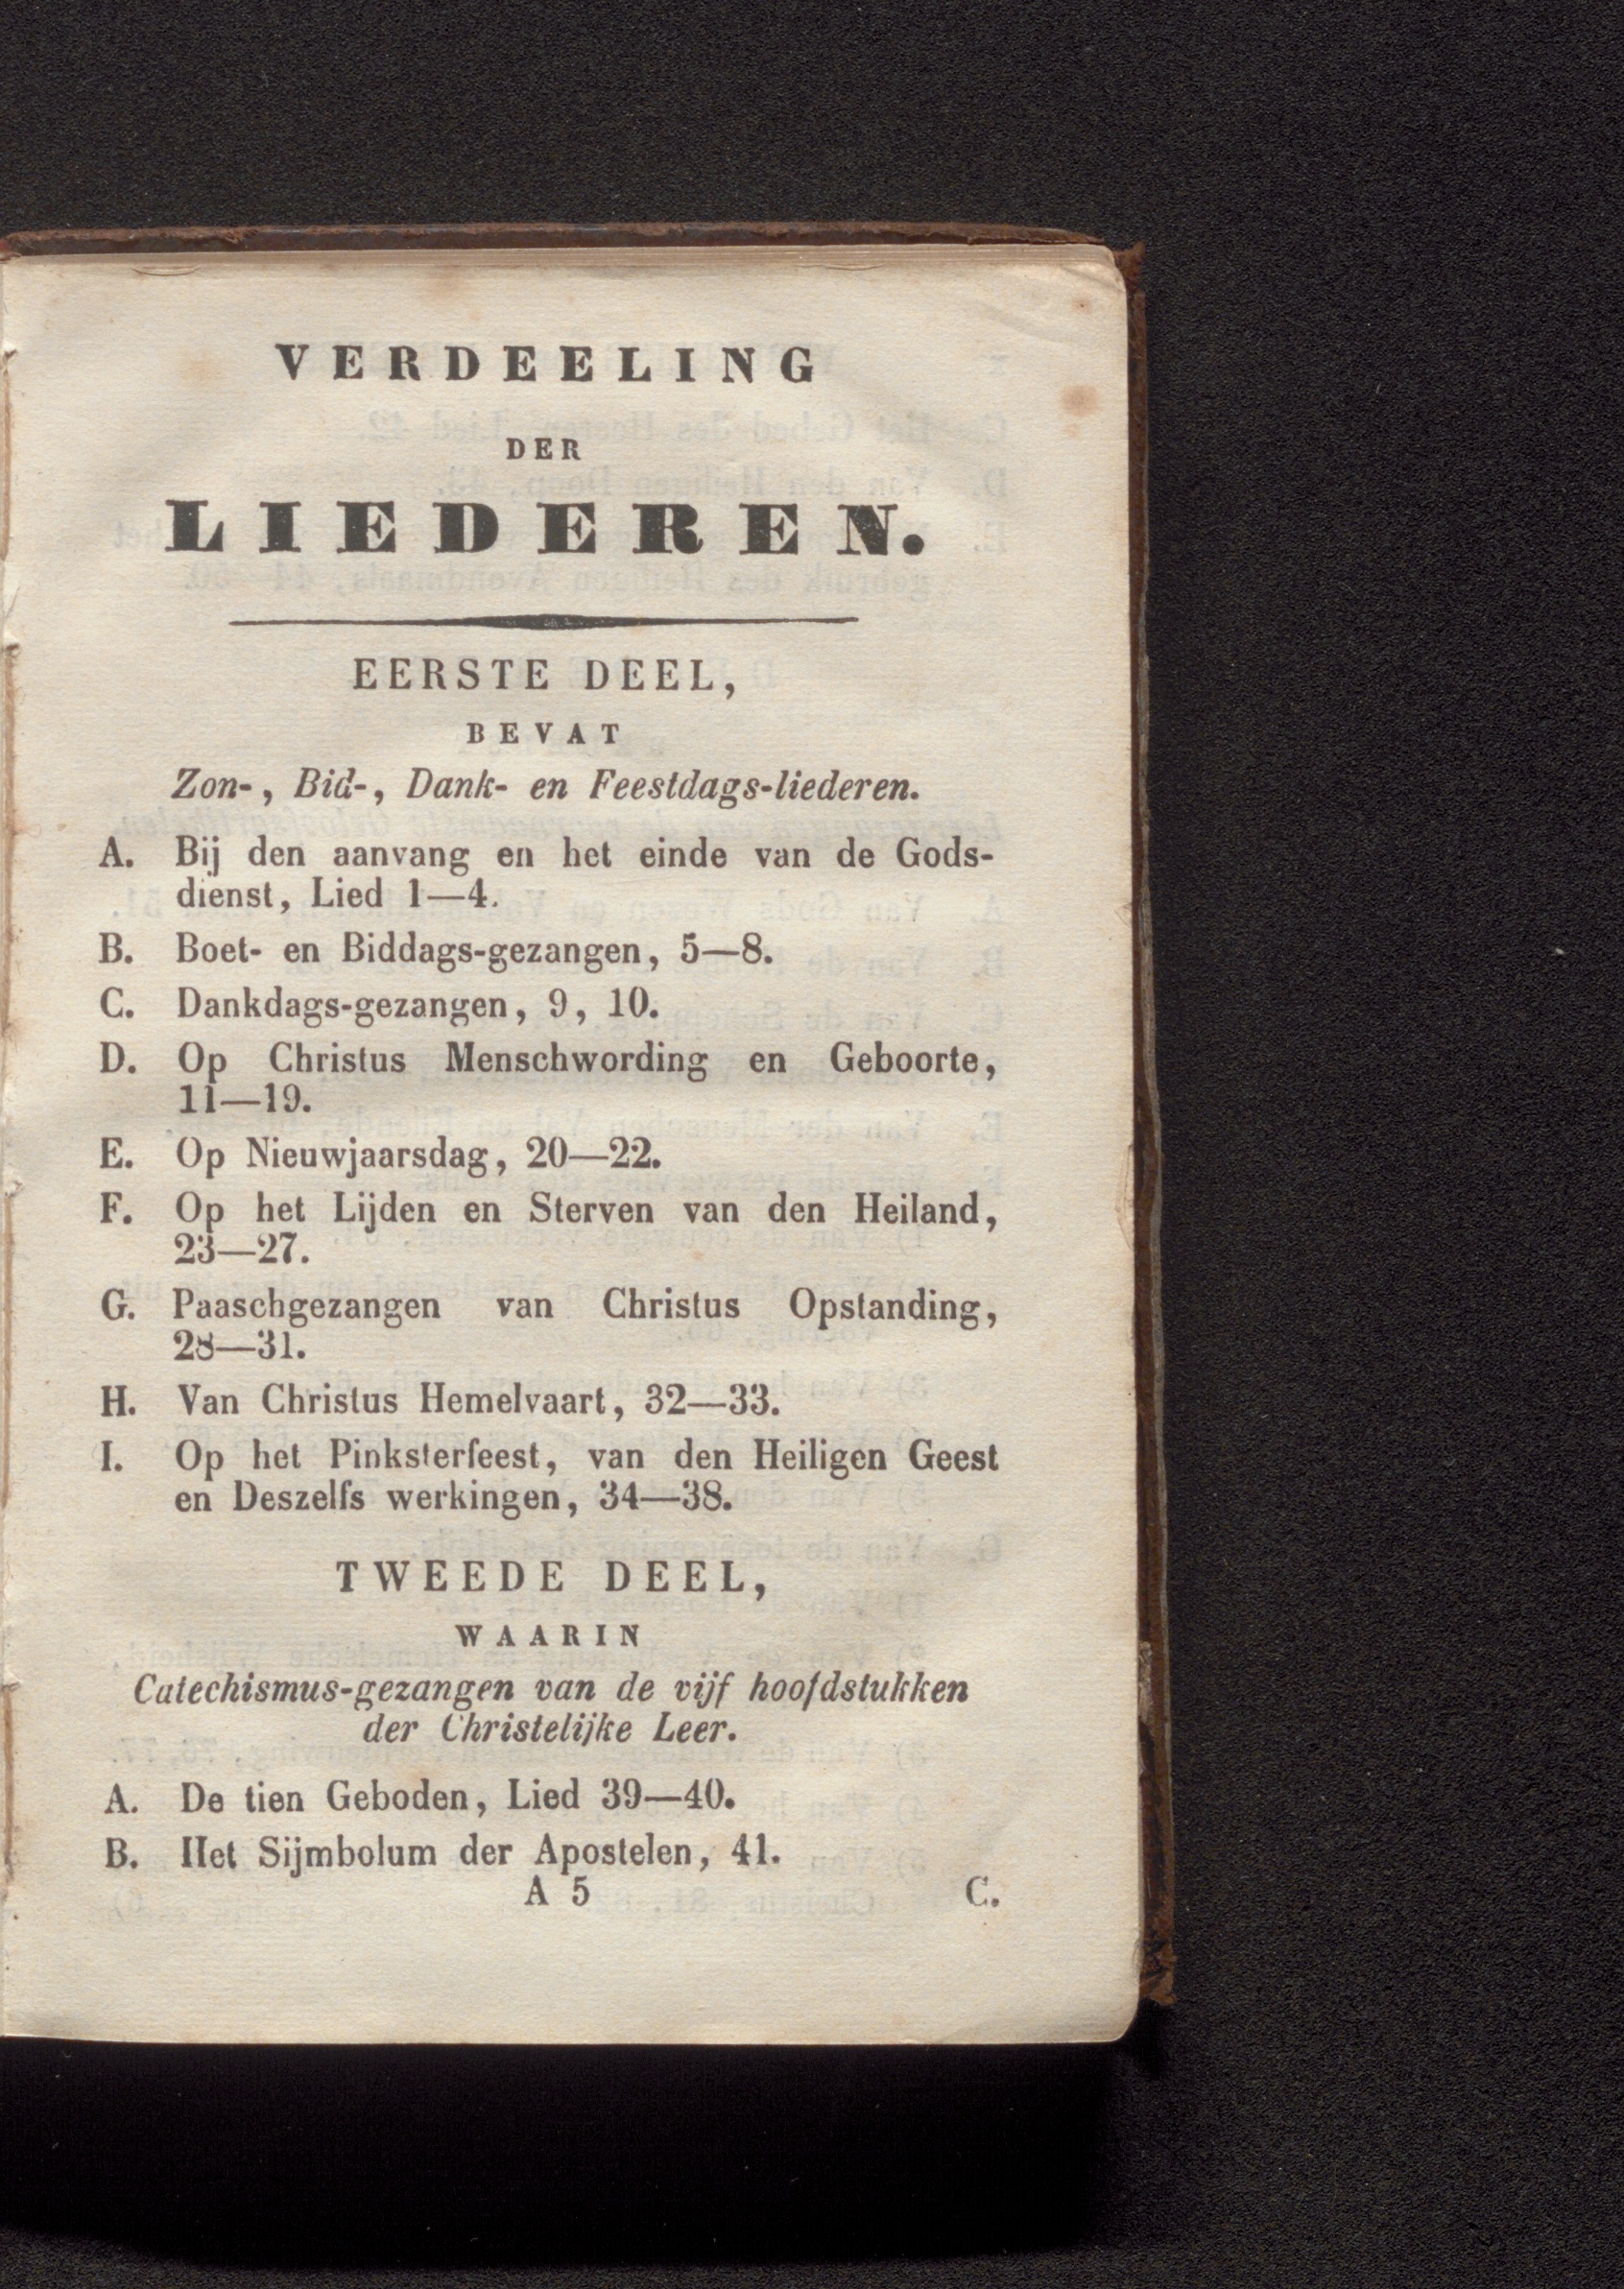 VERDEELING
DER
LIEDEREN.
EERSTE DEEL,
BEVAT
Zon-, Bid-, Dank- en Feestdags-liederen.
A. Bij den aanvang en het einde van de Gods-
dienst, Lied 1—4.
B. Boet- en Biddags-gezangen, 5—8.
C. Dankdags-gezangen, 9, 10.
D. Op Christus Menschwording en Geboorte,
11—19.
E. Op Nieuwjaarsdag, 20—22.
F. Op het Lijden en Sterven van den Heiland,
23—27.
G. Paaschgezangen van Christus Opstanding,
28—31.
H. Van Christus Hemelvaart, 32—33.
I. Op het Pinksterfeest, van den Heiligen Geest
en Deszelfs werkingen, 34—38.
TWEEDE DEEL,
WAARIN
Catechismus-gezangen van de vijf hoofdstukken
der Christelijke Leer.
A. De tien Geboden, Lied 39—40.
B. Het Sijmbolum der Apostelen, 41.
A 5 C.